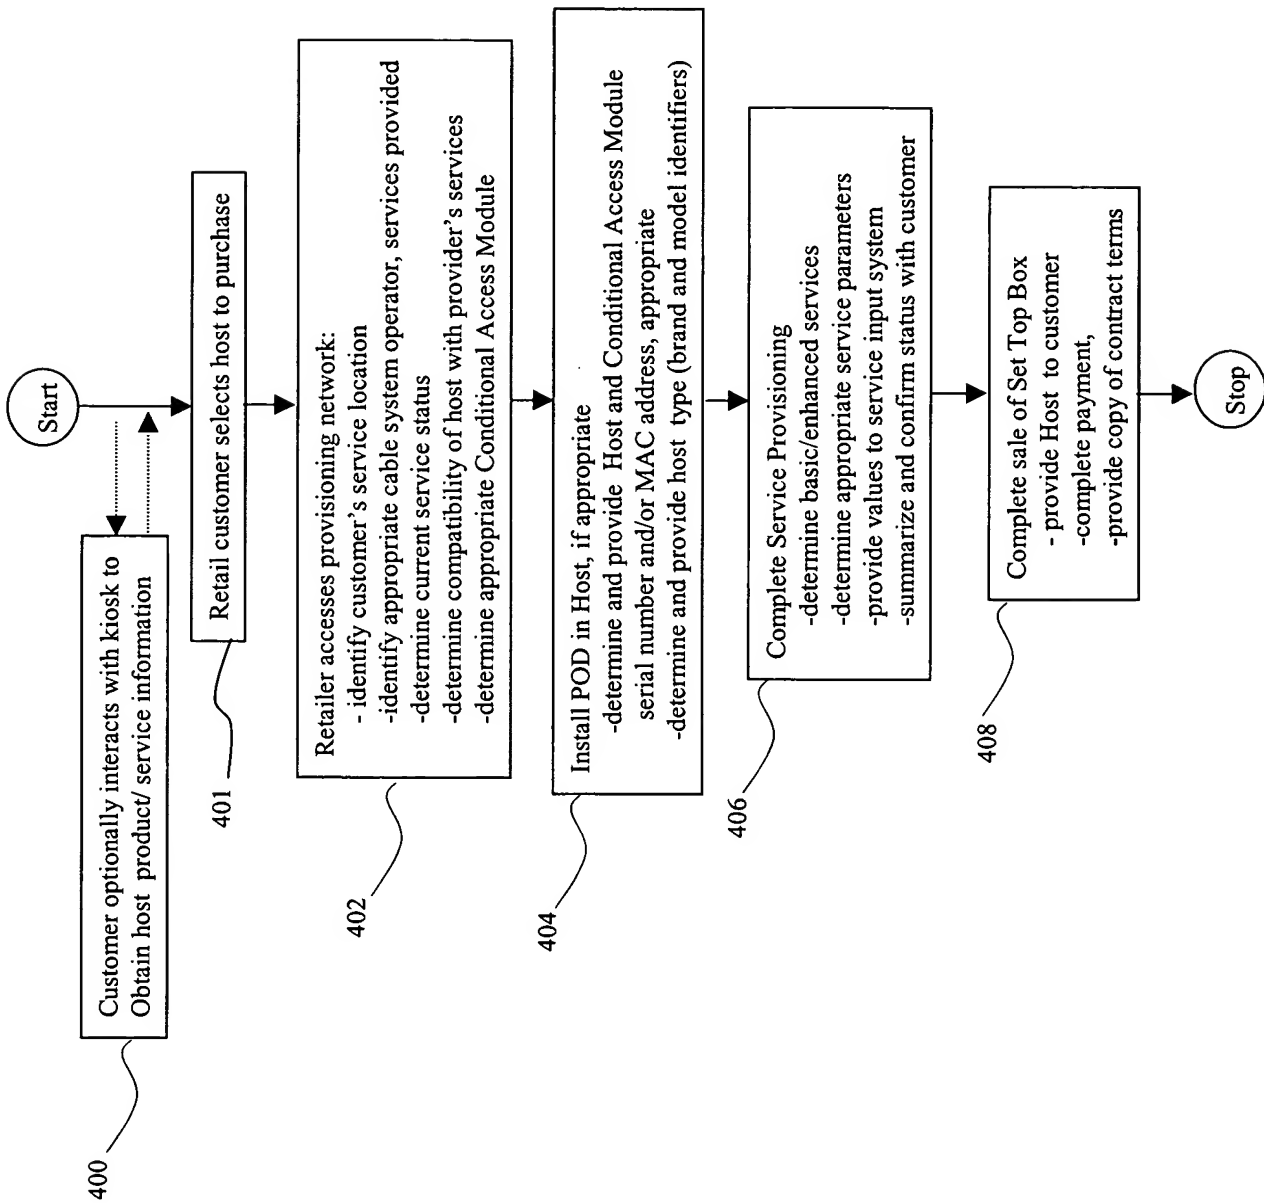 Start
Customer optionally interacts with kiosk to
Obtain host product/ service information
400
Retail customer selects host to purchase
401
Retailer accesses provisioning network:
- identify customer's service location
-identify appropriate cable system operator, services provided
-determine current service status
-determine compatibility of host with provider's services
-determine appropriate Conditional Access Module
402
Install POD in Host, if appropriate
-determine and provide Host and Conditional Access Module
serial number and/or MAC address, appropriate
-determine and provide host type (brand and model identifiers)
404
Complete Service Provisioning
-determine basic/enhanced services
-determine appropriate service parameters
-provide values to service input system
-summarize and confirm status with customer
406
Complete sale of Set Top Box
- provide Host to customer
-complete payment,
-provide copy of contract terms
408
Stop